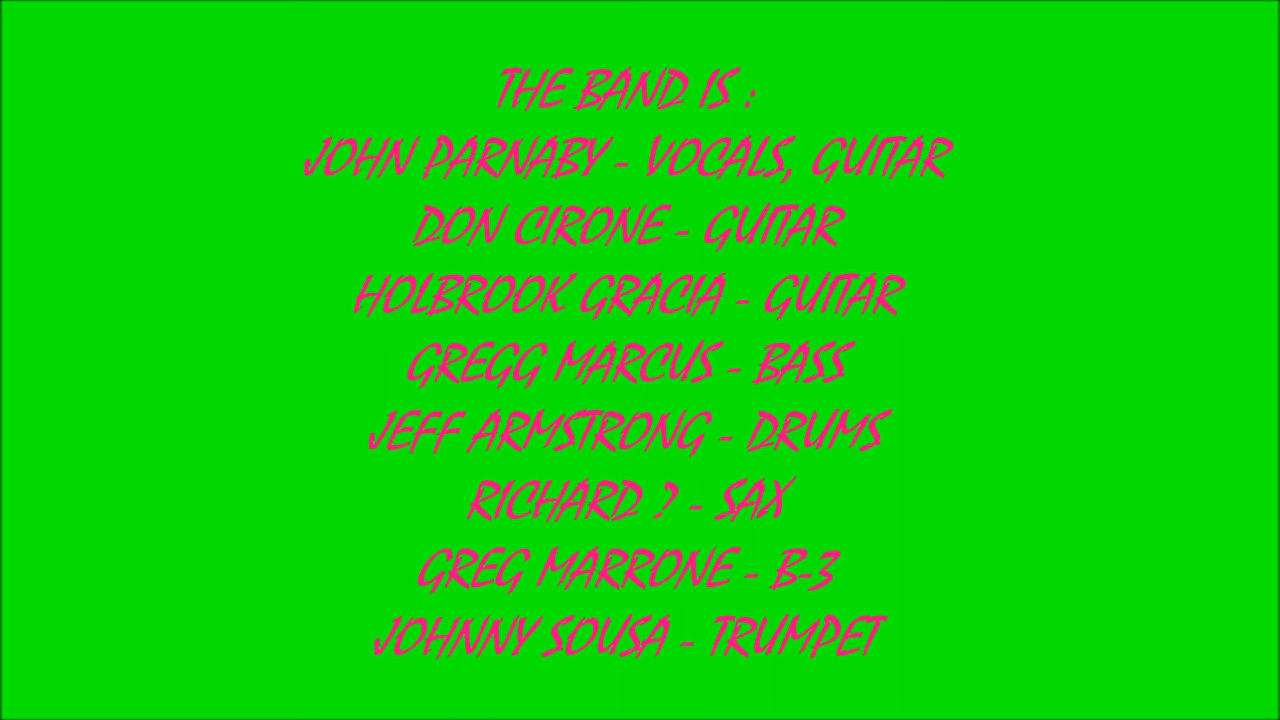 THE BAND IS :
JOHN PARNABY - VOCALS, GUITAR
DON CIRONE - GUITAR
HOLBROOK GRACIA - GUITAR
GREGG MARCUS - BASS
JEFF ARMSTRONG - DRUMS
RICHARD ? - SAX
GREG MARRONE - B-3
JOHNNY SOUSA - TRUMPET